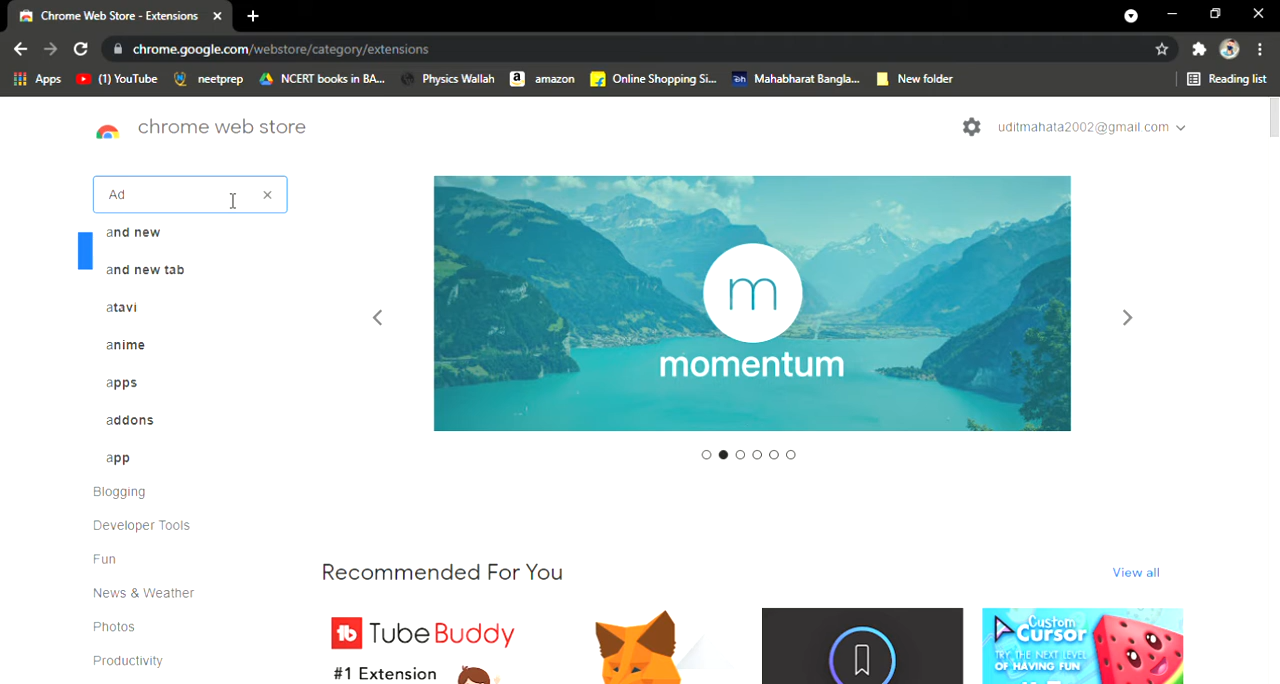 Chrome Web Store - Extensions
chrome.google.com/webstore/category/extensions
Apps (1) YouTube neetprep NCERT books in BA... Physics Wallah amazon Online Shopping Si... Mahabharat Bangla... New folder Reading list
chrome web store
uditmahata2002@gmail.com
Ad
and new
and new tab
atavi
anime
apps
addons
app
Blogging
Developer Tools
Fun
News & Weather
Photos
Productivity
m
momentum
Recommended For You
View all
tb TubeBuddy
#1 Extension
Custom
Cursor
TRY THE NEXT LEVEL
OF HAVING FUN